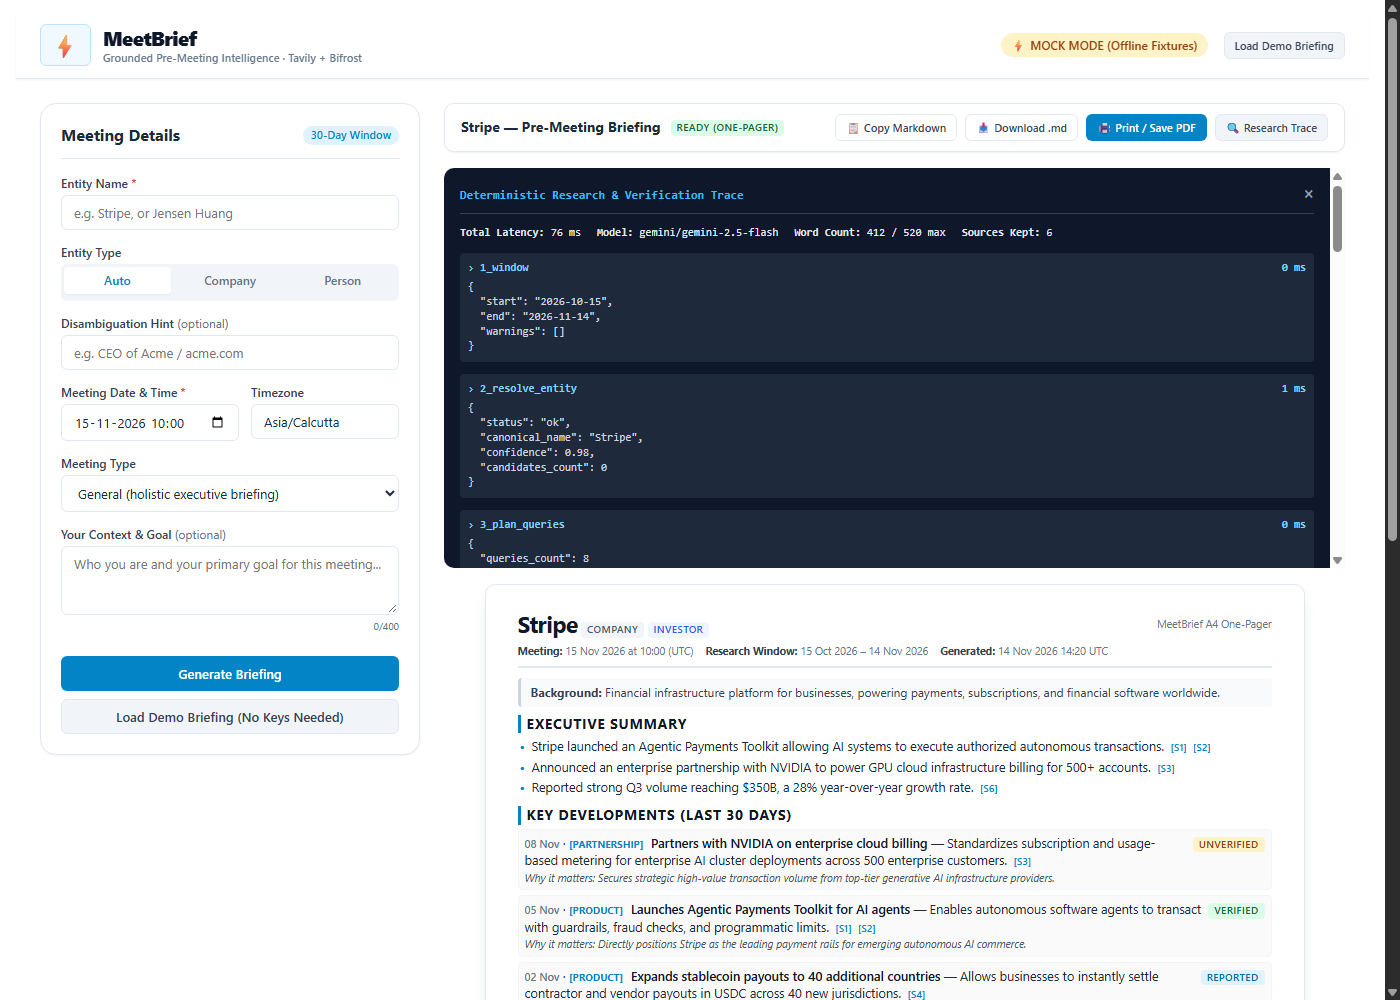 MeetBrief
Grounded Pre-Meeting Intelligence · Tavily + Bifrost
MOCK MODE (Offline Fixtures)
Load Demo Briefing
Meeting Details
30-Day Window
Entity Name *
e.g. Stripe, or Jensen Huang
Entity Type
Auto
Company
Person
Disambiguation Hint (optional)
e.g. CEO of Acme / acme.com
Meeting Date & Time *
Timezone
15-11-2026 10:00
Asia/Calcutta
Meeting Type
General (holistic executive briefing)
Your Context & Goal (optional)
Who you are and your primary goal for this meeting...
0/400
Generate Briefing
Load Demo Briefing (No Keys Needed)
Stripe — Pre-Meeting Briefing
READY (ONE-PAGER)
Copy Markdown
Download .md
Print / Save PDF
Research Trace
Deterministic Research & Verification Trace
×
Total Latency: 76 ms Model: gemini/gemini-2.5-flash Word Count: 412 / 520 max Sources Kept: 6
› 1_window 0 ms
{
"start": "2026-10-15",
"end": "2026-11-14",
"warnings": []
}
› 2_resolve_entity 1 ms
{
"status": "ok",
"canonical_name": "Stripe",
"confidence": 0.98,
"candidates_count": 0
}
› 3_plan_queries 0 ms
{
"queries_count": 8
Stripe COMPANY INVESTOR
MeetBrief A4 One-Pager
Meeting: 15 Nov 2026 at 10:00 (UTC) Research Window: 15 Oct 2026 – 14 Nov 2026 Generated: 14 Nov 2026 14:20 UTC
Background: Financial infrastructure platform for businesses, powering payments, subscriptions, and financial software worldwide.
EXECUTIVE SUMMARY
• Stripe launched an Agentic Payments Toolkit allowing AI systems to execute authorized autonomous transactions. [S1] [S2]
• Announced an enterprise partnership with NVIDIA to power GPU cloud infrastructure billing for 500+ accounts. [S3]
• Reported strong Q3 volume reaching $350B, a 28% year-over-year growth rate. [S6]
KEY DEVELOPMENTS (LAST 30 DAYS)
08 Nov · [PARTNERSHIP] Partners with NVIDIA on enterprise cloud billing — Standardizes subscription and usage-
based metering for enterprise AI cluster deployments across 500 enterprise customers. [S3]
UNVERIFIED
Why it matters: Secures strategic high-value transaction volume from top-tier generative AI infrastructure providers.
05 Nov · [PRODUCT] Launches Agentic Payments Toolkit for AI agents — Enables autonomous software agents to transact
with guardrails, fraud checks, and programmatic limits. [S1] [S2]
VERIFIED
Why it matters: Directly positions Stripe as the leading payment rails for emerging autonomous AI commerce.
02 Nov · [PRODUCT] Expands stablecoin payouts to 40 additional countries — Allows businesses to instantly settle
contractor and vendor payouts in USDC across 40 new jurisdictions. [S4]
REPORTED